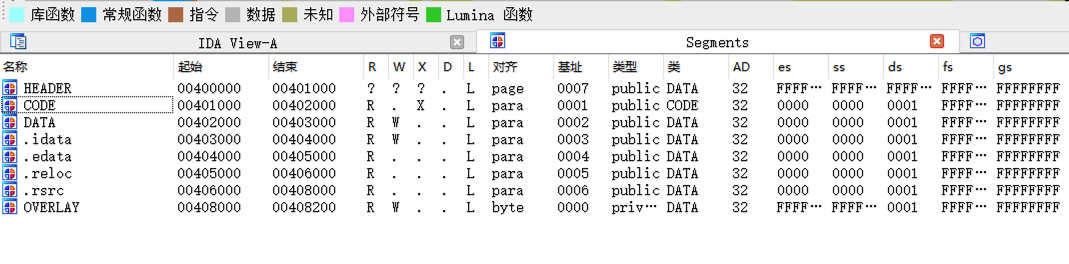 库函数 常规函数 指令 数据 未知 外部符号 Lumina 函数
IDA View-A Segments
名称 起始 结束 R W X D L 对齐 基址 类型 类 AD es ss ds fs gs
HEADER 00400000 00401000 ? ? ? . L page 0007 public DATA 32 FFFF… FFFF… FFFF… FFFF… FFFFFFFF
CODE 00401000 00402000 R . X . L para 0001 public CODE 32 0000 0000 0001 FFFF… FFFFFFFF
DATA 00402000 00403000 R W . . L para 0002 public DATA 32 0000 0000 0001 FFFF… FFFFFFFF
.idata 00403000 00404000 R W . . L para 0003 public DATA 32 0000 0000 0001 FFFF… FFFFFFFF
.edata 00404000 00405000 R . . . L para 0004 public DATA 32 0000 0000 0001 FFFF… FFFFFFFF
.reloc 00405000 00406000 R . . . L para 0005 public DATA 32 0000 0000 0001 FFFF… FFFFFFFF
.rsrc 00406000 00408000 R . . . L para 0006 public DATA 32 0000 0000 0001 FFFF… FFFFFFFF
OVERLAY 00408000 00408200 R W . . L byte 0000 priv… DATA 32 FFFF… FFFF… 0001 FFFF… FFFFFFFF